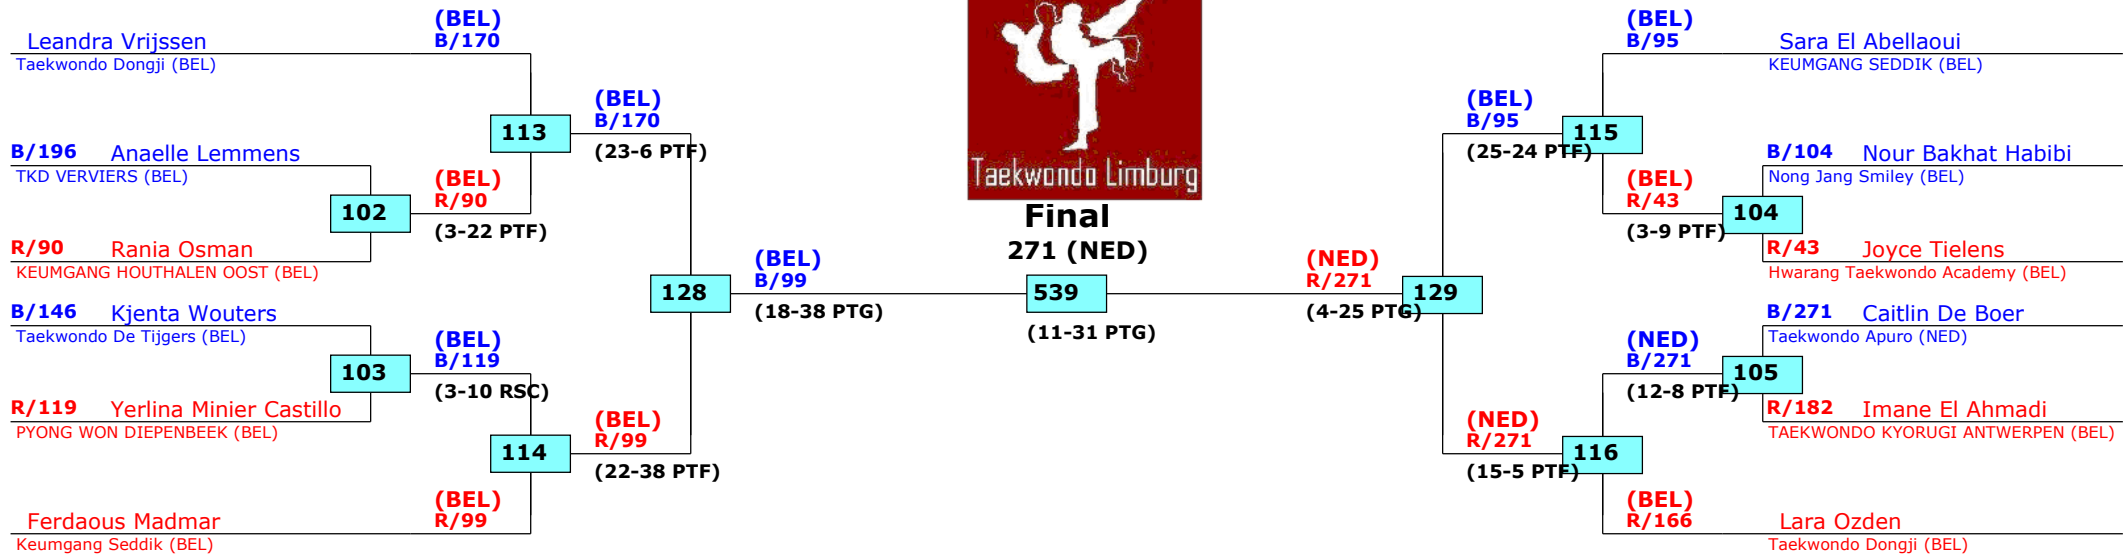 (BEL)
B/170
Leandra Vrijssen
Taekwondo Dongji (BEL)
113
(BEL)
B/170
(23-6 PTF)
B/196 Anaelle Lemmens
TKD VERVIERS (BEL)
102
(BEL)
R/90
(3-22 PTF)
R/90 Rania Osman
KEUMGANG HOUTHALEN OOST (BEL)
128
(BEL)
B/99
(18-38 PTG)
B/146 Kjenta Wouters
Taekwondo De Tijgers (BEL)
103
(BEL)
B/119
(3-10 RSC)
R/119 Yerlina Minier Castillo
PYONG WON DIEPENBEEK (BEL)
114
(BEL)
R/99
(22-38 PTF)
(BEL)
R/99
Ferdaous Madmar
Keumgang Seddik (BEL)
Taekwondo Limburg
Final
271 (NED)
539
(11-31 PTG)
(BEL)
B/95
Sara El Abellaoui
KEUMGANG SEDDIK (BEL)
(BEL)
B/95
115
(25-24 PTF)
B/104 Nour Bakhat Habibi
Nong Jang Smiley (BEL)
(BEL)
R/43
104
(3-9 PTF)
R/43 Joyce Tielens
Hwarang Taekwondo Academy (BEL)
(NED)
R/271
129
(4-25 PTG)
B/271 Caitlin De Boer
Taekwondo Apuro (NED)
(NED)
B/271
105
(12-8 PTF)
R/182 Imane El Ahmadi
TAEKWONDO KYORUGI ANTWERPEN (BEL)
(NED)
R/271
116
(15-5 PTF)
(BEL)
R/166
Lara Ozden
Taekwondo Dongji (BEL)